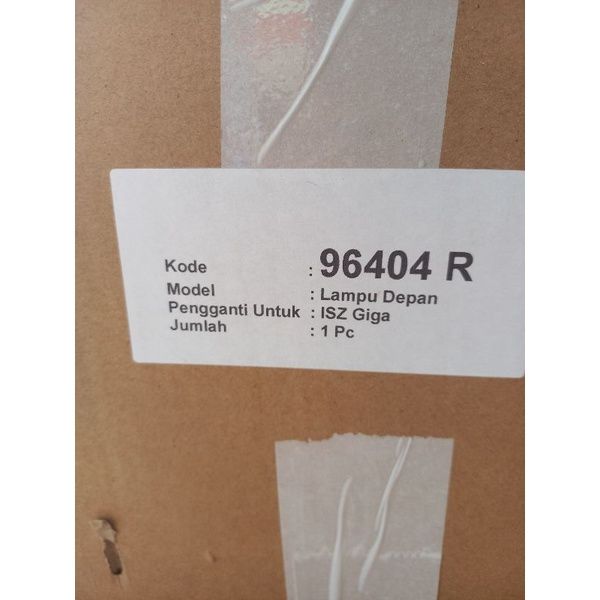 Kode : 96404 R
Model : Lampu Depan
Pengganti Untuk : ISZ Giga
Jumlah : 1 Pc